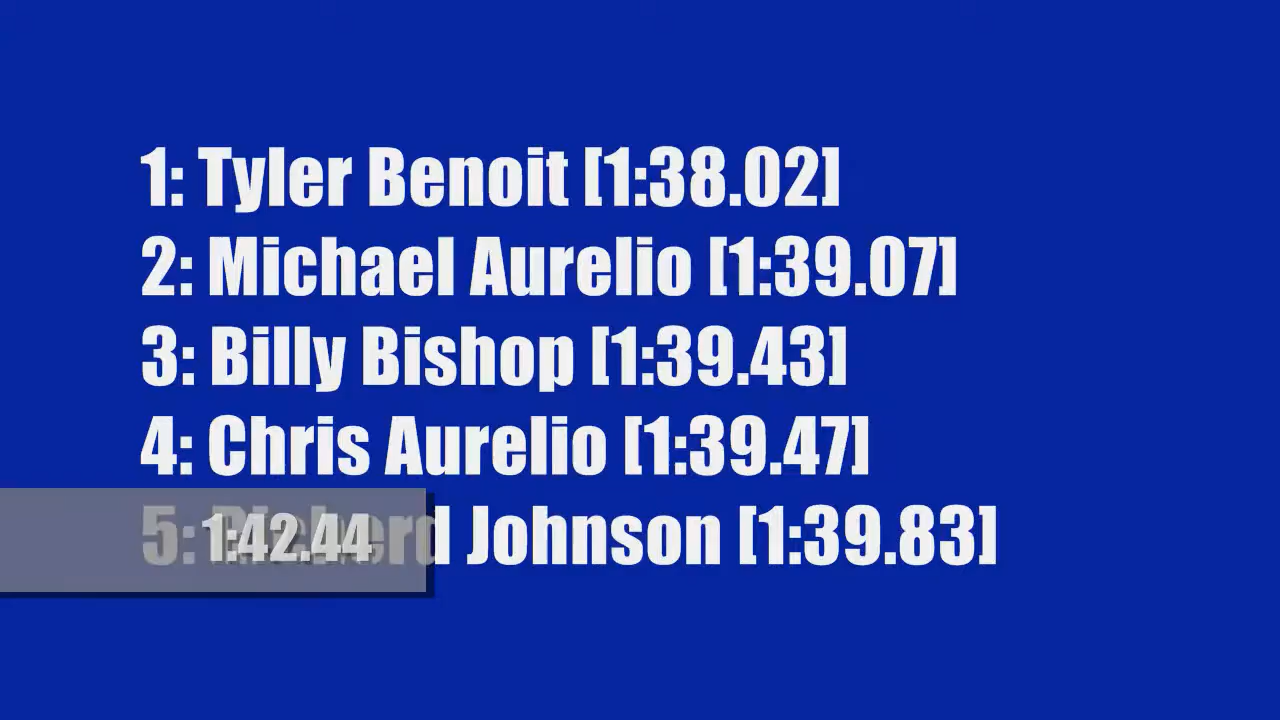 1: Tyler Benoit [1:38.02]
2: Michael Aurelio [1:39.07]
3: Billy Bishop [1:39.43]
4: Chris Aurelio [1:39.47]
5: Johnson [1:39.83]
1:42.44